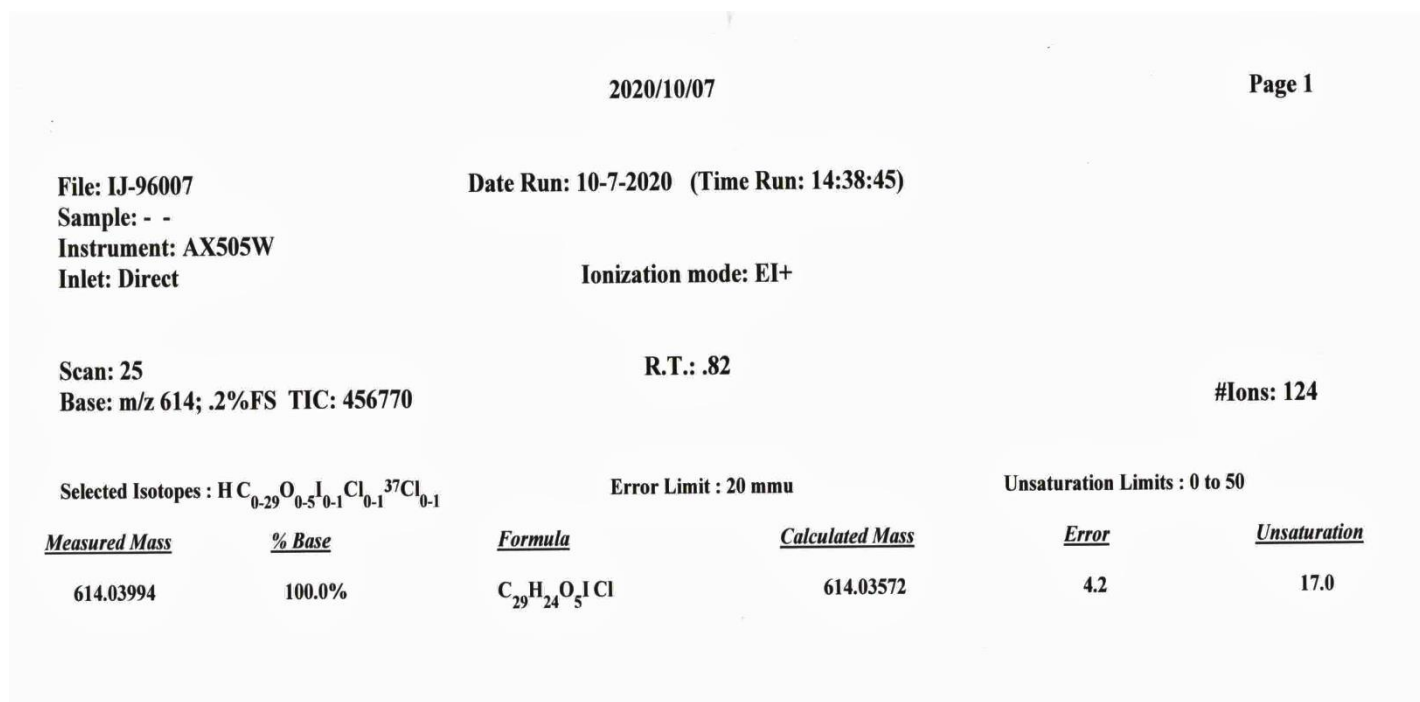 2020/10/07 Page 1
File: IJ-96007 Date Run: 10-7-2020 (Time Run: 14:38:45)
Sample: - -
Instrument: AX505W
Inlet: Direct Ionization mode: EI+
Scan: 25 R.T.: .82
Base: m/z 614; .2%FS TIC: 456770 #Ions: 124
Selected Isotopes : H C0-29O0-5I0-1Cl0-1 37Cl0-1 Error Limit : 20 mmu Unsaturation Limits : 0 to 50
Measured Mass % Base Formula Calculated Mass Error Unsaturation
614.03994 100.0% C29H24O5I Cl 614.03572 4.2 17.0